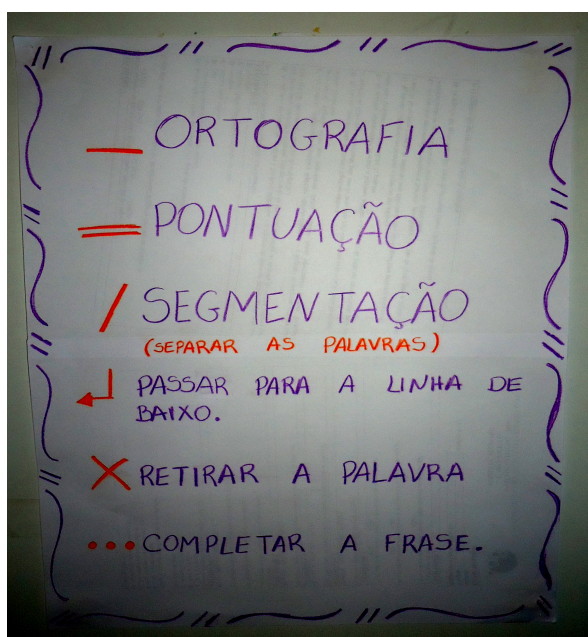 ORTOGRAFIA
PONTUAÇÃO
SEGMENTAÇÃO
(SEPARAR AS PALAVRAS)
PASSAR PARA A LINHA DE
BAIXO.
RETIRAR A PALAVRA
••• COMPLETAR A FRASE.